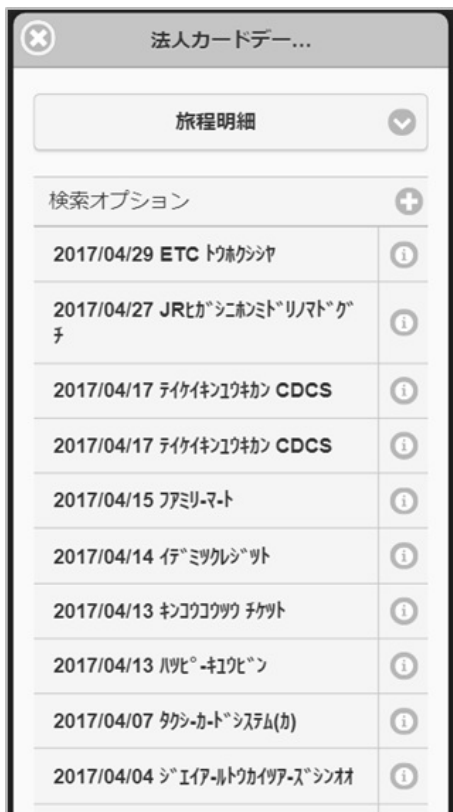 法人カードデー...
旅程明細
検索オプション
2017/04/29 ETC ﾄｳﾎｸｼｼﾔ
2017/04/27 JRﾋｶﾞｼﾆﾎﾝﾐﾄﾞﾘﾉﾏﾄﾞｸﾞ
ﾁ
2017/04/17 ﾃｲｹｲｷﾝﾕｳｷｶﾝ CDCS
2017/04/17 ﾃｲｹｲｷﾝﾕｳｷｶﾝ CDCS
2017/04/15 ﾌｱﾐﾘｰﾏｰﾄ
2017/04/14 ｲﾃﾞﾐﾂｸﾚｼﾞﾂﾄ
2017/04/13 ｷﾝｺｳｺｳﾂｳ ﾁｹﾂﾄ
2017/04/13 ﾊﾂﾋﾟｰｷﾕｳﾋﾞﾝ
2017/04/07 ﾀｸｼｰｶｰﾄﾞｼｽﾃﾑ(ｶ)
2017/04/04 ｼﾞｴｲｱｰﾙﾄｳｶｲﾂｱｰｽﾞｼﾝｵｵ